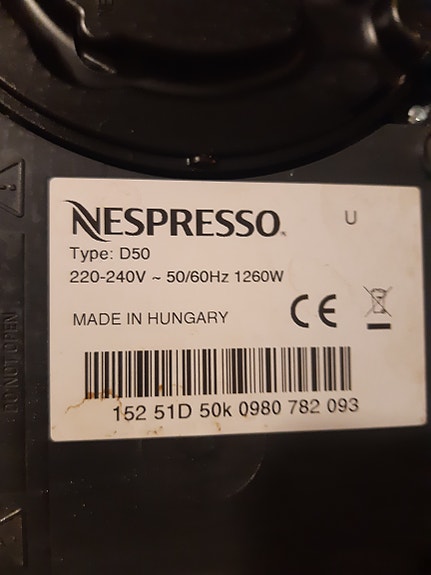 NESPRESSO.
U
Type: D50
220-240V ~ 50/60Hz 1260W
MADE IN HUNGARY
CE
152 51D 50k 0980 782 093
DO NOT OPEN